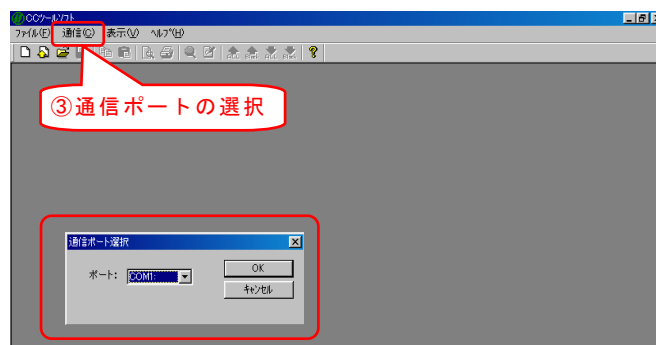 CCツールソフト
ファイル(F) 通信(C) 表示(V) ヘルプ(H)
③通信ポートの選択
通信ポート選択
ポート: COM1:
OK
キャンセル